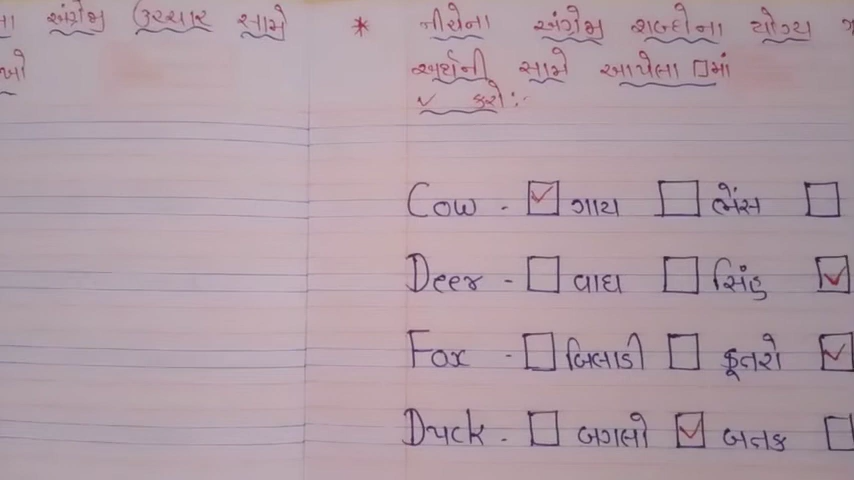 ના અંગ્રેજી ઉચ્ચાર સામે
* નીચેના અંગ્રેજી શબ્દોના યોગ્ય
અર્થની સામે આપેલા □માં
✓ કરો:-
Cow - ☑ ગાય □ ભેંસ □
Deer - □ વાઘ □ સિંહ ☑
Fox - □ બિલાડી □ કૂતરો ☑
Duck - □ બગલો ☑ બતક □